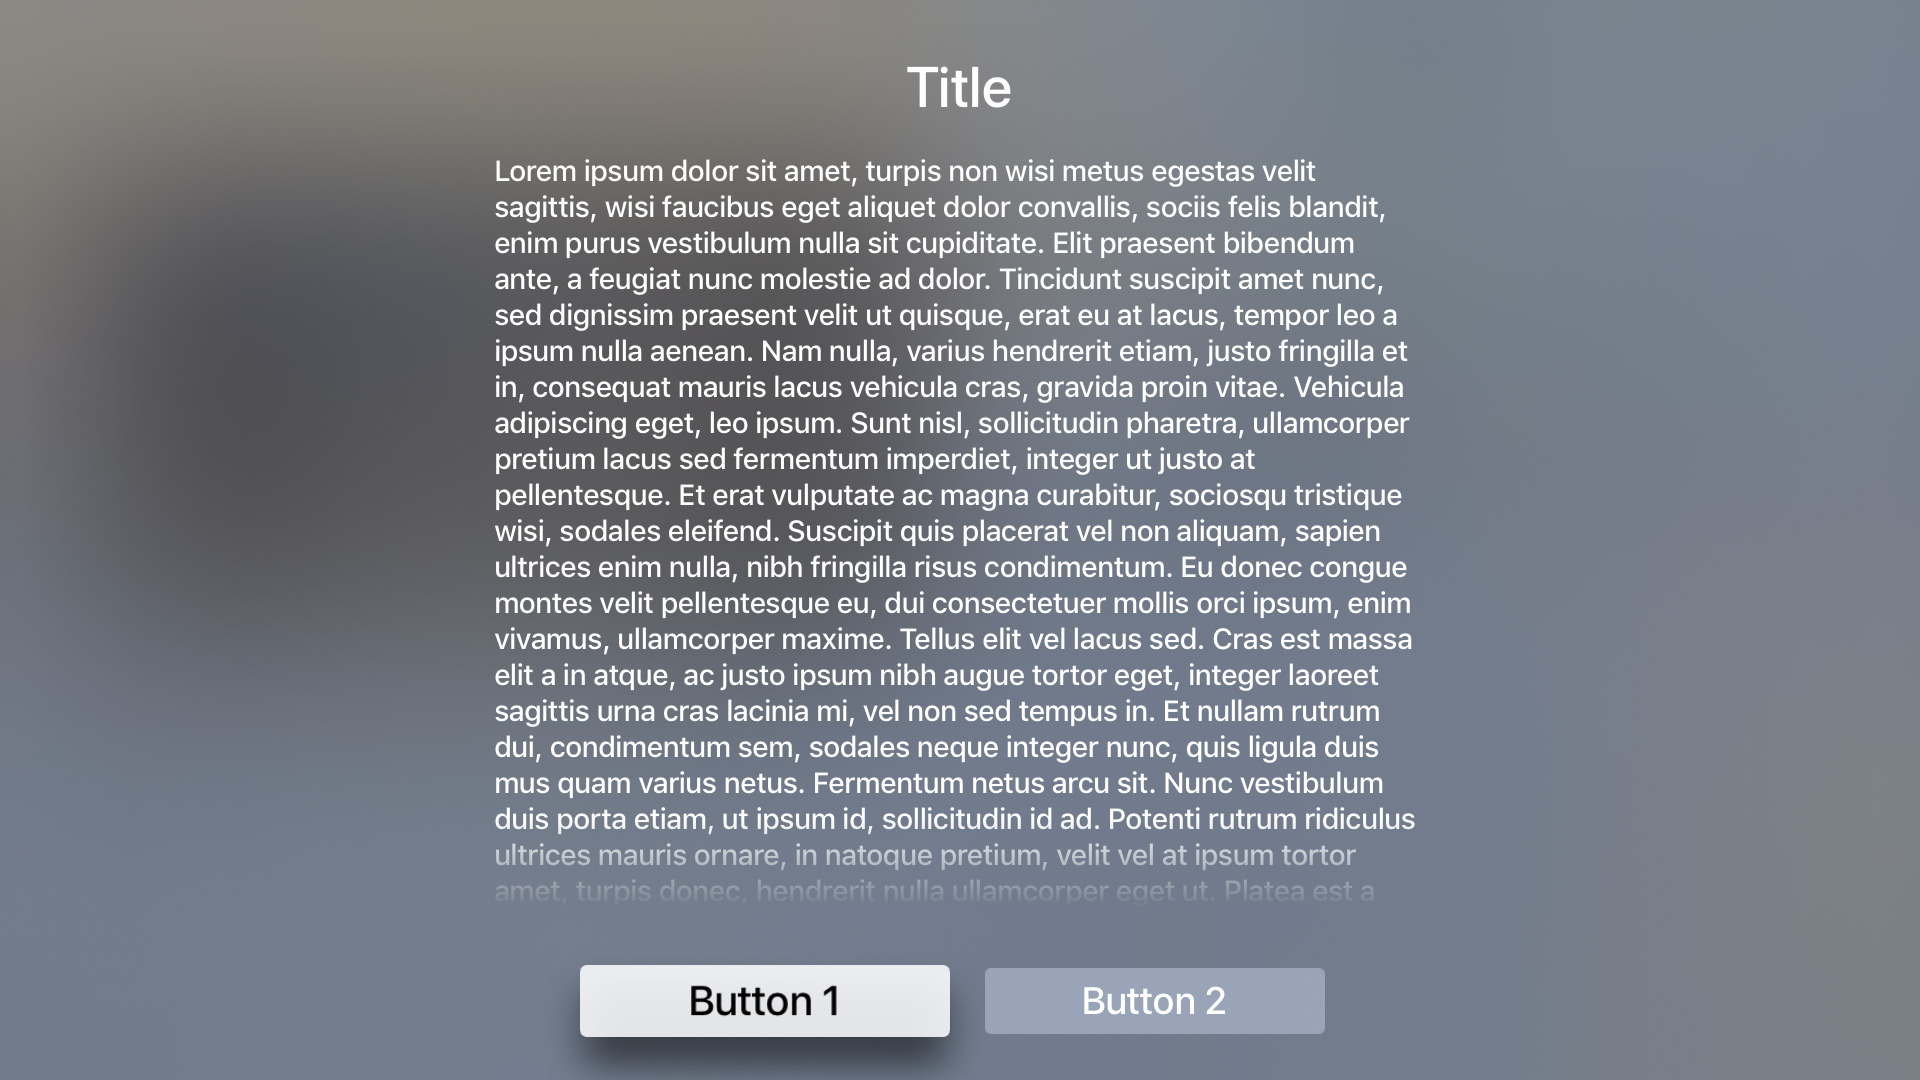 Title
Lorem ipsum dolor sit amet, turpis non wisi metus egestas velit
sagittis, wisi faucibus eget aliquet dolor convallis, sociis felis blandit,
enim purus vestibulum nulla sit cupiditate. Elit praesent bibendum
ante, a feugiat nunc molestie ad dolor. Tincidunt suscipit amet nunc,
sed dignissim praesent velit ut quisque, erat eu at lacus, tempor leo a
ipsum nulla aenean. Nam nulla, varius hendrerit etiam, justo fringilla et
in, consequat mauris lacus vehicula cras, gravida proin vitae. Vehicula
adipiscing eget, leo ipsum. Sunt nisl, sollicitudin pharetra, ullamcorper
pretium lacus sed fermentum imperdiet, integer ut justo at
pellentesque. Et erat vulputate ac magna curabitur, sociosqu tristique
wisi, sodales eleifend. Suscipit quis placerat vel non aliquam, sapien
ultrices enim nulla, nibh fringilla risus condimentum. Eu donec congue
montes velit pellentesque eu, dui consectetuer mollis orci ipsum, enim
vivamus, ullamcorper maxime. Tellus elit vel lacus sed. Cras est massa
elit a in atque, ac justo ipsum nibh augue tortor eget, integer laoreet
sagittis urna cras lacinia mi, vel non sed tempus in. Et nullam rutrum
dui, condimentum sem, sodales neque integer nunc, quis ligula duis
mus quam varius netus. Fermentum netus arcu sit. Nunc vestibulum
duis porta etiam, ut ipsum id, sollicitudin id ad. Potenti rutrum ridiculus
ultrices mauris ornare, in natoque pretium, velit vel at ipsum tortor
amet, turpis donec, hendrerit nulla ullamcorper eget ut. Platea est a
Button 1
Button 2